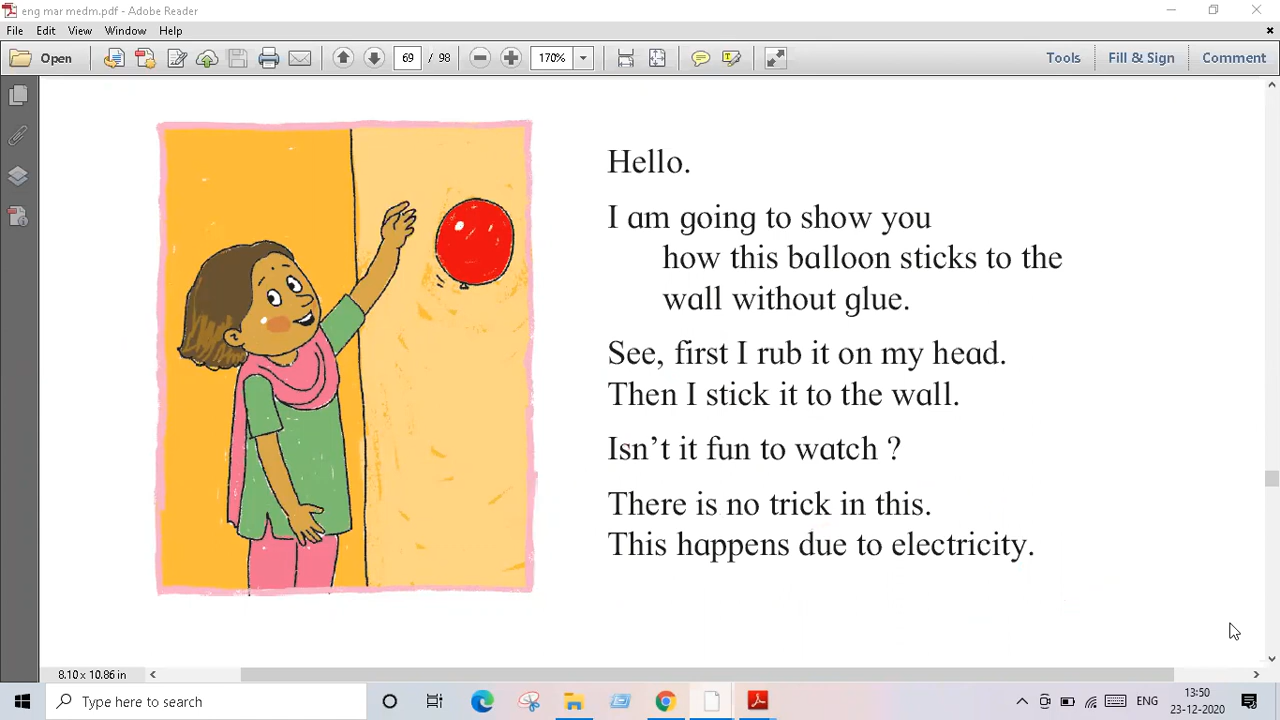 eng mar medm.pdf - Adobe Reader
File Edit View Window Help
Open 69 / 98 170% Tools Fill & Sign Comment
Hello.
I am going to show you
how this balloon sticks to the
wall without glue.
See, first I rub it on my head.
Then I stick it to the wall.
Isn’t it fun to watch ?
There is no trick in this.
This happens due to electricity.
8.10 x 10.86 in
Type here to search
ENG
13:50
23-12-2020